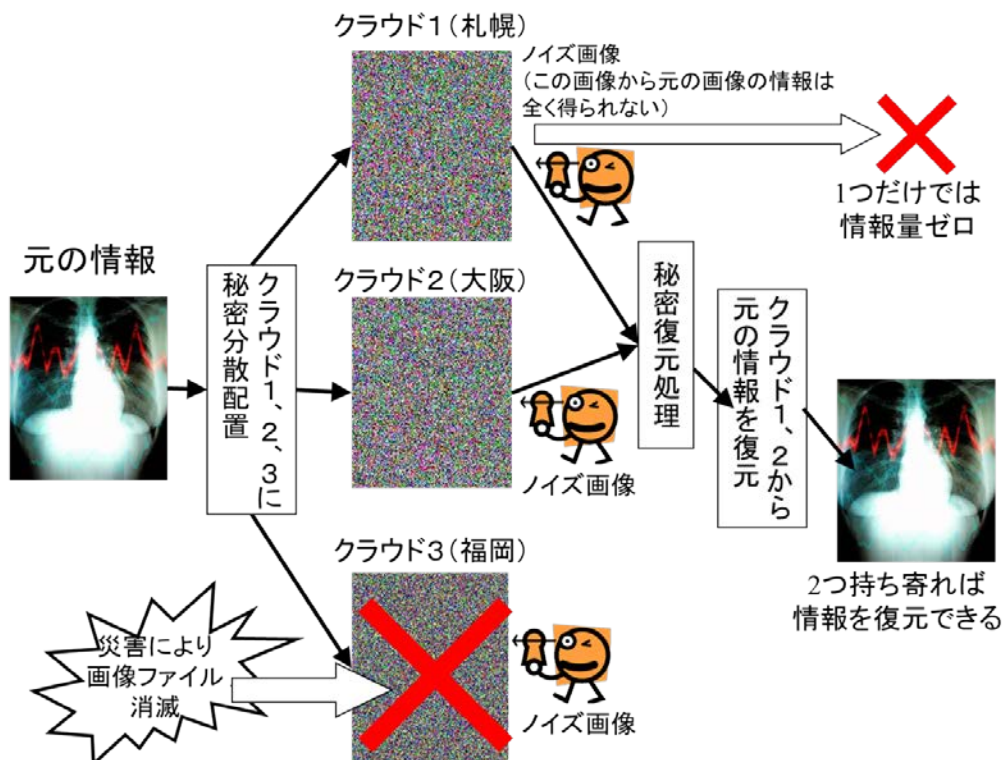 クラウド1(札幌)
ノイズ画像
(この画像から元の画像の情報は
全く得られない)
1つだけでは
情報量ゼロ
元の情報
クラウド1、2、3に
秘密分散配置
クラウド2(大阪)
ノイズ画像
秘密復元処理
クラウド1、2から
元の情報を復元
2つ持ち寄れば
情報を復元できる
クラウド3(福岡)
ノイズ画像
災害により
画像ファイル
消滅